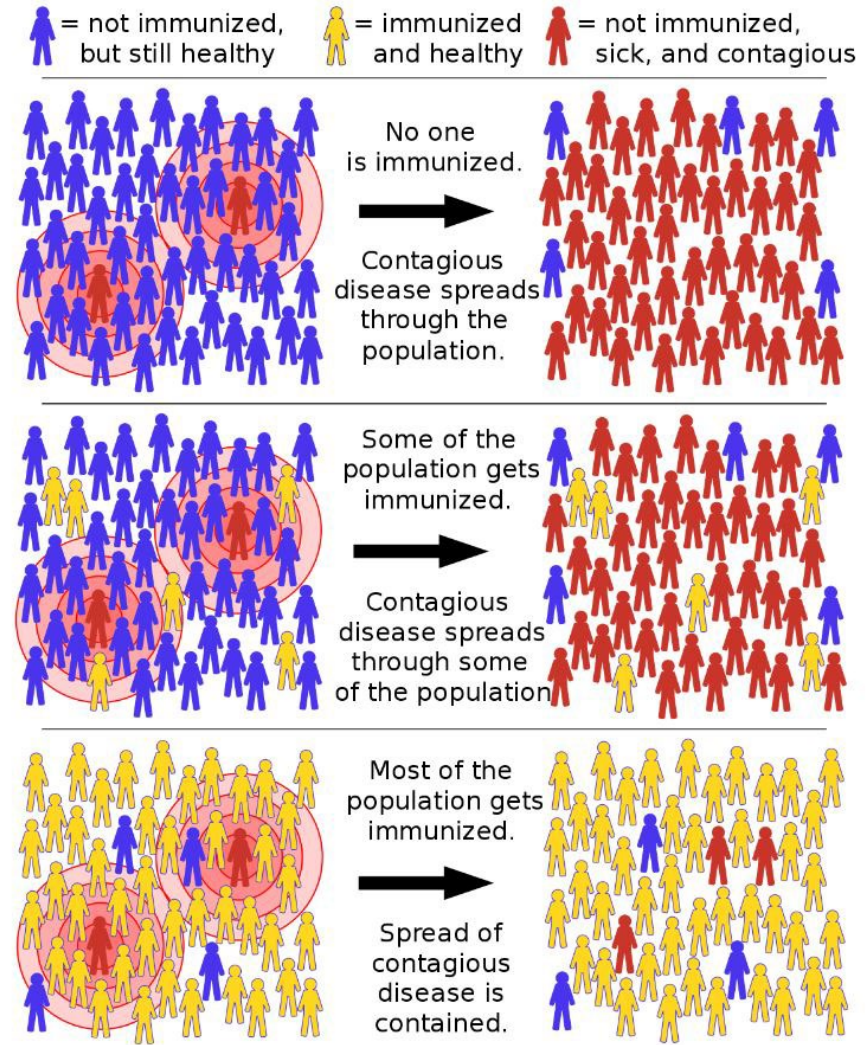 = not immunized,
but still healthy
= immunized
and healthy
= not immunized,
sick, and contagious
No one
is immunized.
Contagious
disease spreads
through the
population.
Some of the
population gets
immunized.
Contagious
disease spreads
through some
of the population
Most of the
population gets
immunized.
Spread of
contagious
disease is
contained.